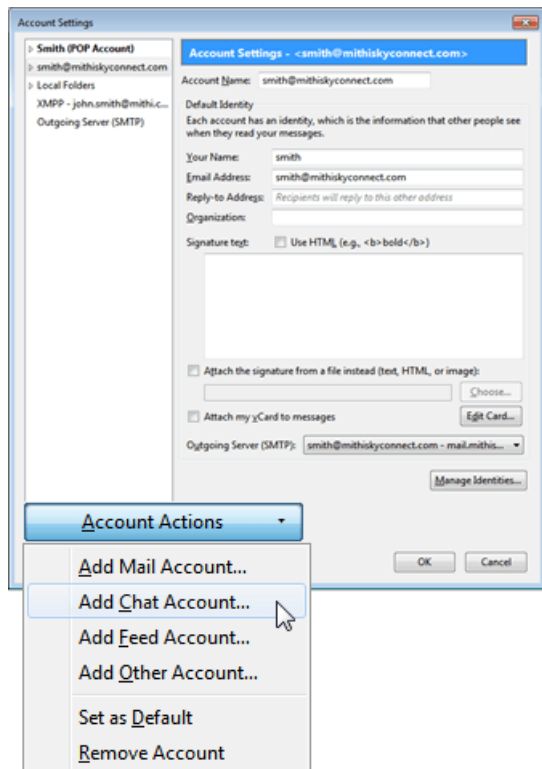 Account Settings
Smith (POP Account)
smith@mithiskyconnect.com
Local Folders
XMPP - john.smith@mithi.c...
Outgoing Server (SMTP)
Account Settings - <smith@mithiskyconnect.com>
Account Name: smith@mithiskyconnect.com
Default Identity
Each account has an identity, which is the information that other people see
when they read your messages.
Your Name: smith
Email Address: smith@mithiskyconnect.com
Reply-to Address: Recipients will reply to this other address
Organization:
Signature text: Use HTML (e.g., <b>bold</b>)
Attach the signature from a file instead (text, HTML, or image):
Choose...
Attach my vCard to messages Edit Card...
Outgoing Server (SMTP): smith@mithiskyconnect.com - mail.mithis...
Manage Identities...
Account Actions
OK Cancel
Add Mail Account...
Add Chat Account...
Add Feed Account...
Add Other Account...
Set as Default
Remove Account